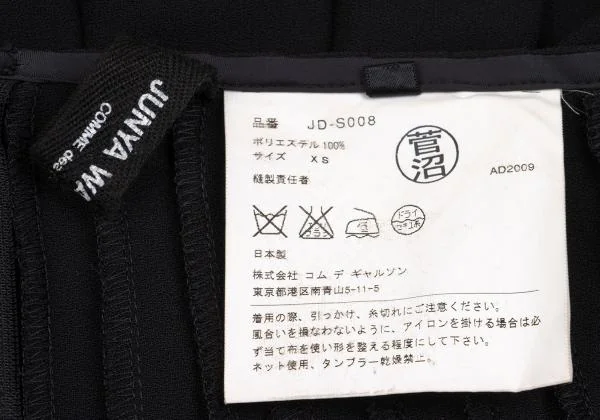 JUNYA WA
COMME des
品番 JD-S008
ポリエステル 100%
サイズ XS
縫製責任者
菅沼
AD2009
ドライ
日本製
株式会社 コム デ ギャルソン
東京都港区南青山5-11-5
着用の際、引っかけ、糸切れにご注意ください。
風合いを損なわないように、アイロンを掛ける場合は必
ず当て布を使い形を整える程度にして下さい。
ネット使用、タンブラー乾燥禁止。